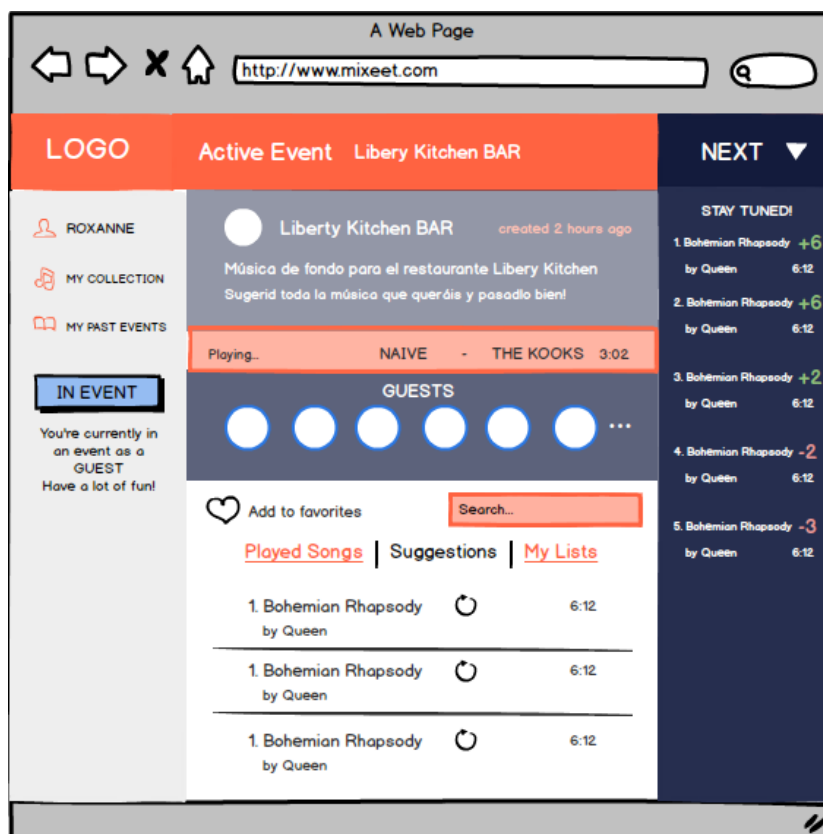 A Web Page
http://www.mixeet.com
LOGO
Active Event Libery Kitchen BAR
NEXT
ROXANNE
MY COLLECTION
MY PAST EVENTS
IN EVENT
You're currently in
an event as a
GUEST
Have a lot of fun!
Liberty Kitchen BAR created 2 hours ago
Música de fondo para el restaurante Libery Kitchen
Sugerid toda la música que queráis y pasadlo bien!
Playing... NAIVE - THE KOOKS 3:02
GUESTS
...
Add to favorites
Search...
Played Songs | Suggestions | My Lists
1. Bohemian Rhapsody 6:12
by Queen
1. Bohemian Rhapsody 6:12
by Queen
1. Bohemian Rhapsody 6:12
by Queen
STAY TUNED!
1. Bohemian Rhapsody +6
by Queen 6:12
2. Bohemian Rhapsody +6
by Queen 6:12
3. Bohemian Rhapsody +2
by Queen 6:12
4. Bohemian Rhapsody -2
by Queen 6:12
5. Bohemian Rhapsody -3
by Queen 6:12